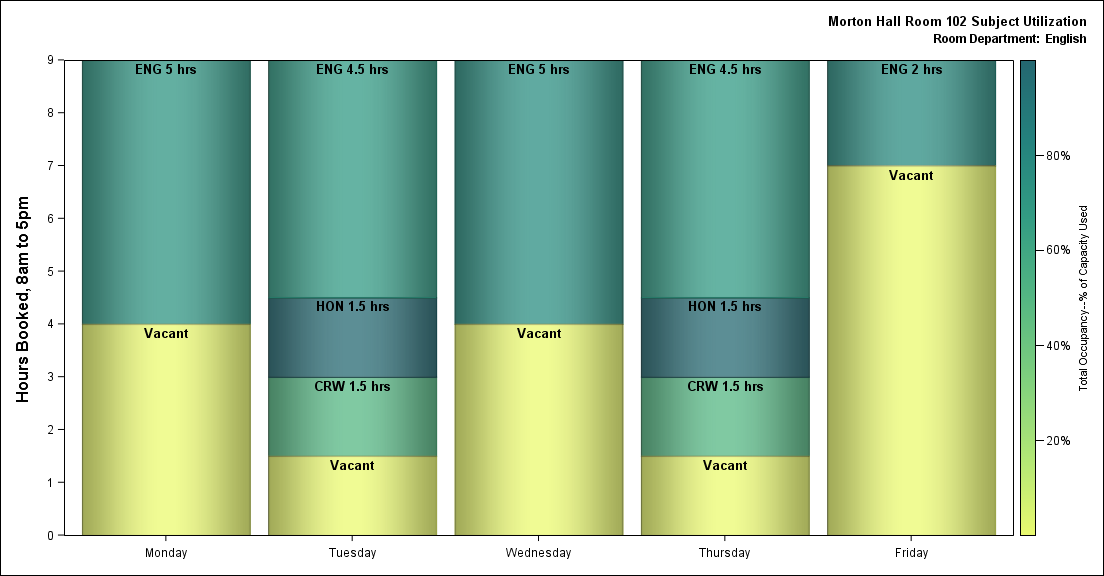 Morton Hall Room 102 Subject Utilization
Room Department: English
Hours Booked, 8am to 5pm
9
8
7
6
5
4
3
2
1
0
ENG 5 hrs
Vacant
ENG 4.5 hrs
HON 1.5 hrs
CRW 1.5 hrs
Vacant
ENG 5 hrs
Vacant
ENG 4.5 hrs
HON 1.5 hrs
CRW 1.5 hrs
Vacant
ENG 2 hrs
Vacant
Monday
Tuesday
Wednesday
Thursday
Friday
80%
60%
40%
20%
Total Occupancy--% of Capacity Used